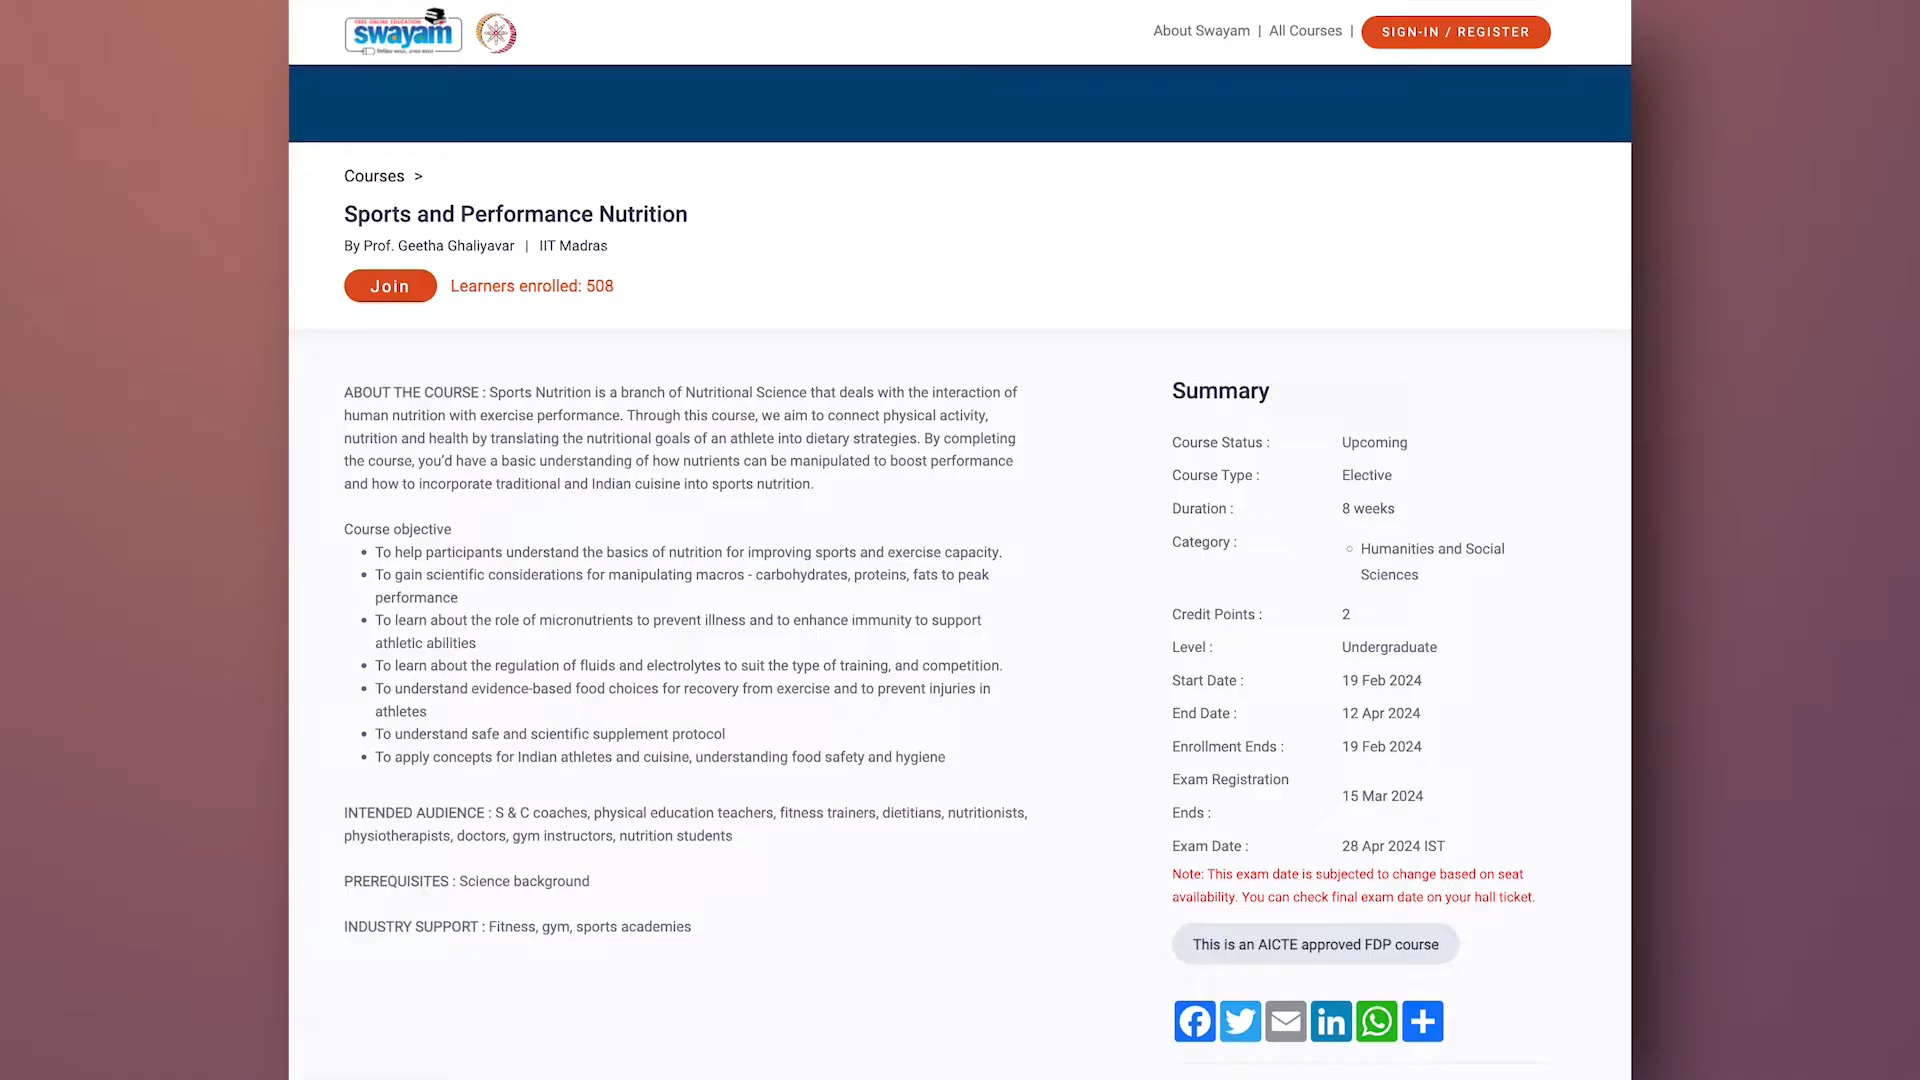 FREE ONLINE EDUCATION
swayam
About Swayam | All Courses | SIGN-IN / REGISTER
Courses >
Sports and Performance Nutrition
By Prof. Geetha Ghaliyavar | IIT Madras
Join Learners enrolled: 508
ABOUT THE COURSE : Sports Nutrition is a branch of Nutritional Science that deals with the interaction of
human nutrition with exercise performance. Through this course, we aim to connect physical activity,
nutrition and health by translating the nutritional goals of an athlete into dietary strategies. By completing
the course, you’d have a basic understanding of how nutrients can be manipulated to boost performance
and how to incorporate traditional and Indian cuisine into sports nutrition.
Course objective
• To help participants understand the basics of nutrition for improving sports and exercise capacity.
• To gain scientific considerations for manipulating macros - carbohydrates, proteins, fats to peak
performance
• To learn about the role of micronutrients to prevent illness and to enhance immunity to support
athletic abilities
• To learn about the regulation of fluids and electrolytes to suit the type of training, and competition.
• To understand evidence-based food choices for recovery from exercise and to prevent injuries in
athletes
• To understand safe and scientific supplement protocol
• To apply concepts for Indian athletes and cuisine, understanding food safety and hygiene
INTENDED AUDIENCE : S & C coaches, physical education teachers, fitness trainers, dietitians, nutritionists,
physiotherapists, doctors, gym instructors, nutrition students
PREREQUISITES : Science background
INDUSTRY SUPPORT : Fitness, gym, sports academies
Summary
Course Status : Upcoming
Course Type : Elective
Duration : 8 weeks
Category : ○ Humanities and Social
Sciences
Credit Points : 2
Level : Undergraduate
Start Date : 19 Feb 2024
End Date : 12 Apr 2024
Enrollment Ends : 19 Feb 2024
Exam Registration
Ends : 15 Mar 2024
Exam Date : 28 Apr 2024 IST
Note: This exam date is subjected to change based on seat
availability. You can check final exam date on your hall ticket.
This is an AICTE approved FDP course